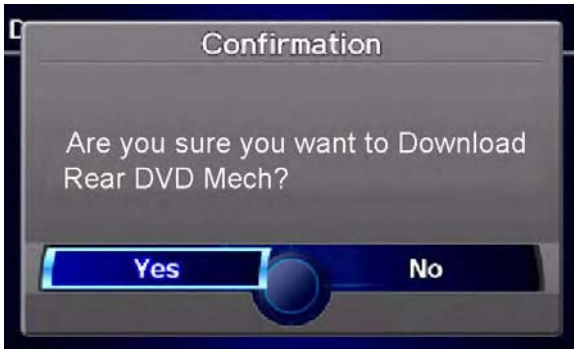 D
Confirmation
Are you sure you want to Download
Rear DVD Mech?
Yes
No